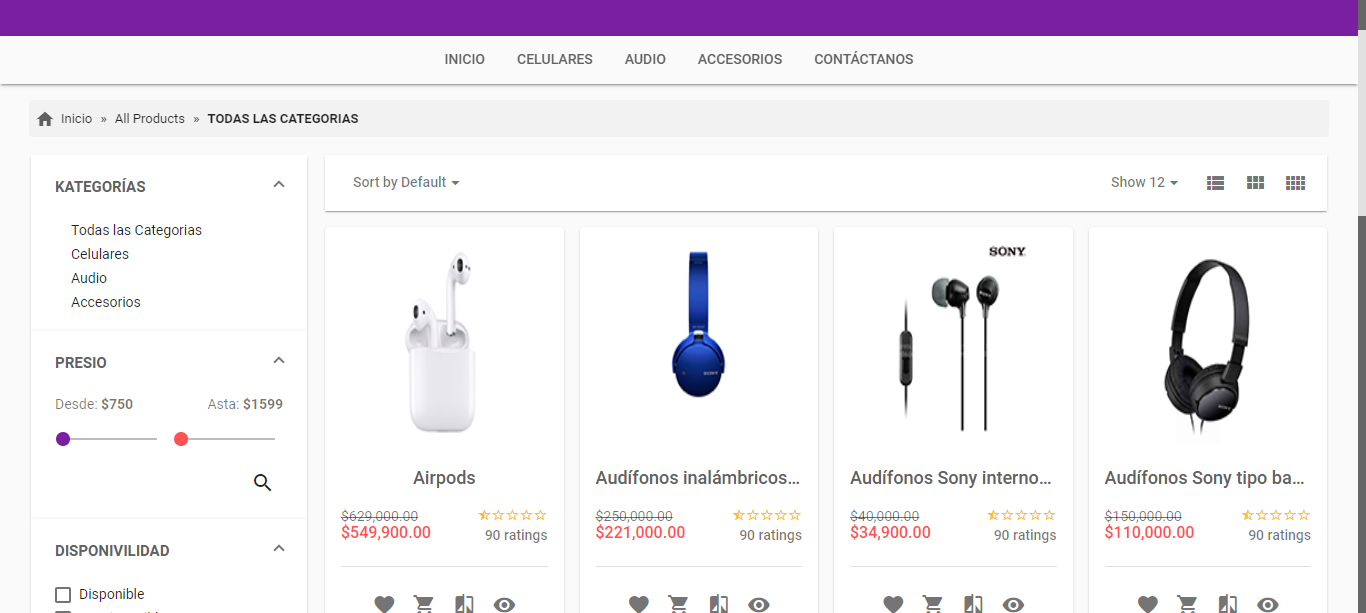 INICIO CELULARES AUDIO ACCESORIOS CONTÁCTANOS
Inicio » All Products » TODAS LAS CATEGORIAS
KATEGORÍAS
Todas las Categorias
Celulares
Audio
Accesorios
PRESIO
Desde: $750 Asta: $1599
DISPONIVILIDAD
Disponible
Sort by Default Show 12
SONY
Airpods
$629,000.00
$549,900.00
90 ratings
SONY
Audífonos inalámbricos...
$250,000.00
$221,000.00
90 ratings
Audífonos Sony interno...
$40,000.00
$34,900.00
90 ratings
SONY
Audífonos Sony tipo ba...
$150,000.00
$110,000.00
90 ratings